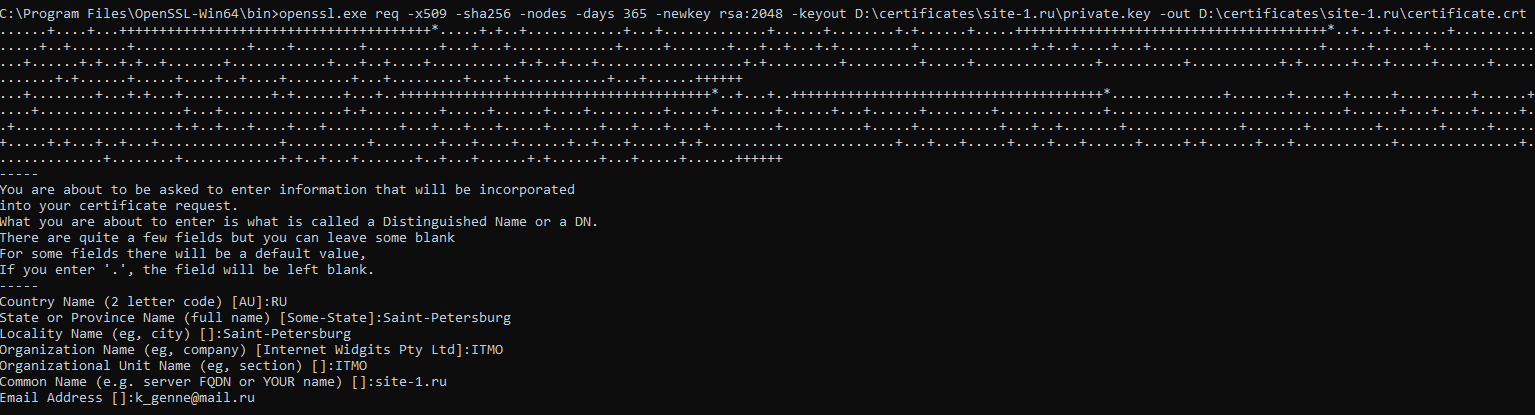 C:\Program Files\OpenSSL-Win64\bin>openssl.exe req -x509 -sha256 -nodes -days 365 -newkey rsa:2048 -keyout D:\certificates\site-1.ru\private.key -out D:\certificates\site-1.ru\certificate.crt
-----
You are about to be asked to enter information that will be incorporated
into your certificate request.
What you are about to enter is what is called a Distinguished Name or a DN.
There are quite a few fields but you can leave some blank
For some fields there will be a default value,
If you enter '.', the field will be left blank.
-----
Country Name (2 letter code) [AU]:RU
State or Province Name (full name) [Some-State]:Saint-Petersburg
Locality Name (eg, city) []:Saint-Petersburg
Organization Name (eg, company) [Internet Widgits Pty Ltd]:ITMO
Organizational Unit Name (eg, section) []:ITMO
Common Name (e.g. server FQDN or YOUR name) []:site-1.ru
Email Address []:k_genne@mail.ru